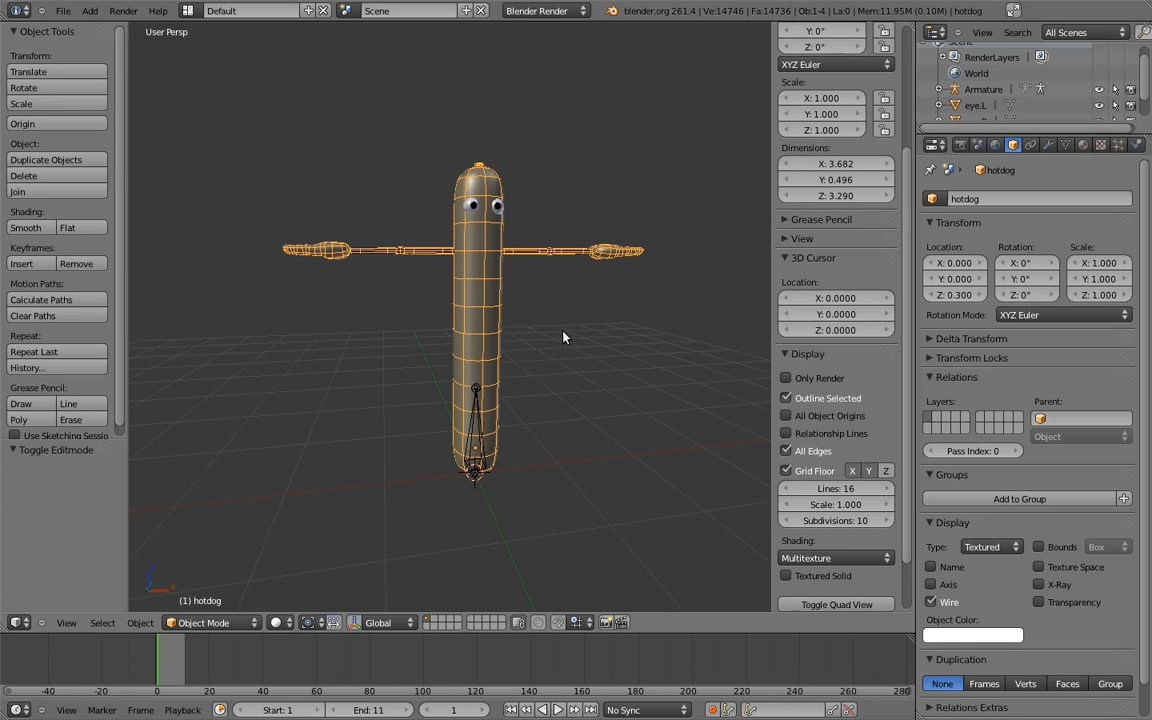 File Add Render Help Default Scene Blender Render blender.org 261.4 | Ve:14746 | Fa:14736 | Ob:1-4 | La:0 | Mem:11.95M (0.10M) | hotdog
Object Tools
Transform:
Translate
Rotate
Scale
Origin
Object:
Duplicate Objects
Delete
Join
Shading:
Smooth Flat
Keyframes:
Insert Remove
Motion Paths:
Calculate Paths
Clear Paths
Repeat:
Repeat Last
History...
Grease Pencil:
Draw Line
Poly Erase
Use Sketching Sessio
Toggle Editmode
User Persp
(1) hotdog
Y: 0°
Z: 0°
XYZ Euler
Scale:
X: 1.000
Y: 1.000
Z: 1.000
Dimensions:
X: 3.682
Y: 0.496
Z: 3.290
Grease Pencil
View
3D Cursor
Location:
X: 0.0000
Y: 0.0000
Z: 0.0000
Display
Only Render
Outline Selected
All Object Origins
Relationship Lines
All Edges
Grid Floor X Y Z
Lines: 16
Scale: 1.000
Subdivisions: 10
Shading:
Multitexture
Textured Solid
Toggle Quad View
View Search All Scenes
RenderLayers
World
Armature
eye.L
hotdog
hotdog
Transform
Location: Rotation: Scale:
X: 0.000 X: 0° X: 1.000
Y: 0.000 Y: 0° Y: 1.000
Z: 0.300 Z: 0° Z: 1.000
Rotation Mode: XYZ Euler
Delta Transform
Transform Locks
Relations
Layers: Parent:
Object
Pass Index: 0
Groups
Add to Group
Display
Type: Textured Bounds Box
Name Texture Space
Axis X-Ray
Wire Transparency
Object Color:
Duplication
None Frames Verts Faces Group
Relations Extras
View Select Object Object Mode Global
-40 -20 0 20 40 60 80 100 120 140 160 180 200 220 240 260 280
View Marker Frame Playback Start: 1 End: 11 1 No Sync